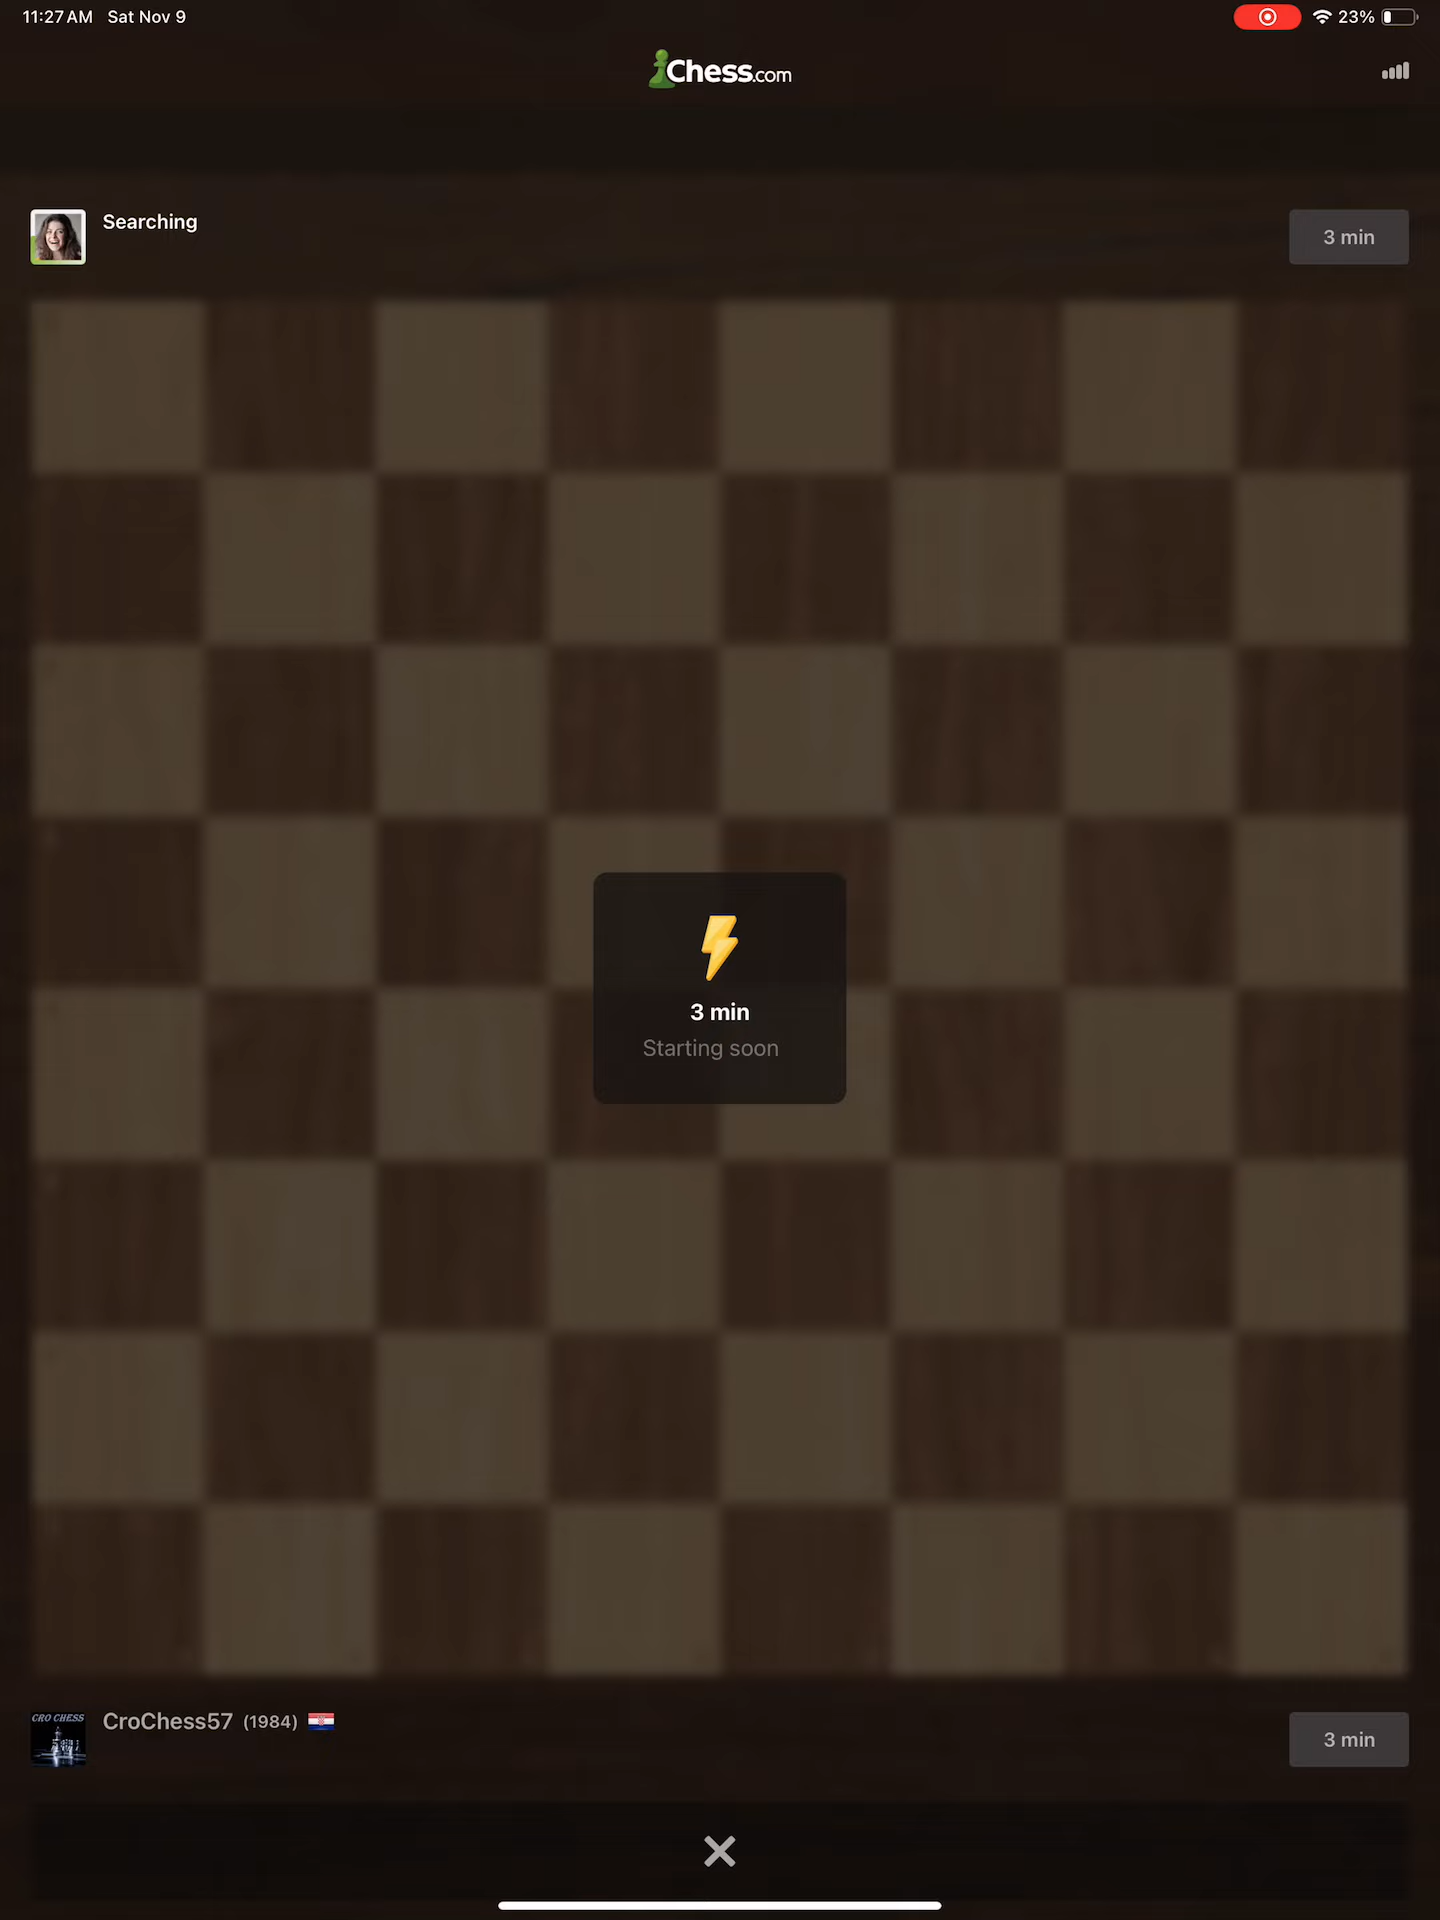 11:27 AM Sat Nov 9
23%
Chess.com
Searching
3 min
3 min
Starting soon
CRO CHESS
CroChess57 (1984)
3 min